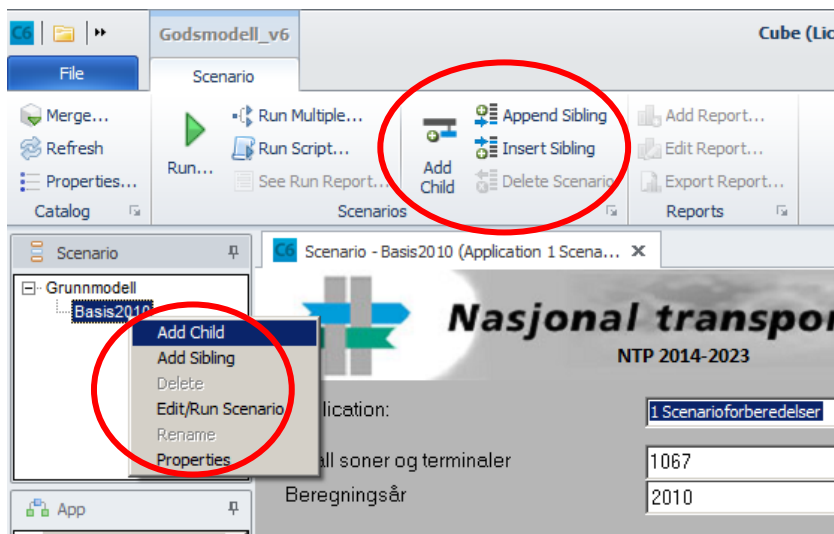 C6
Godsmodell_v6
Cube (Lic
File
Scenario
Merge...
Refresh
Properties...
Catalog
Run...
Run Multiple...
Run Script...
See Run Report...
Scenarios
Add
Child
Append Sibling
Insert Sibling
Delete Scenario
Add Report...
Edit Report...
Export Report...
Reports
Scenario
C6 Scenario - Basis2010 (Application 1 Scena...
Grunnmodell
Basis2010
Add Child
Add Sibling
Delete
Edit/Run Scenario
Rename
Properties
Nasjonal transpor
NTP 2014-2023
lication:
1 Scenarioforberedelser
all soner og terminaler
1067
Beregningsår
2010
App